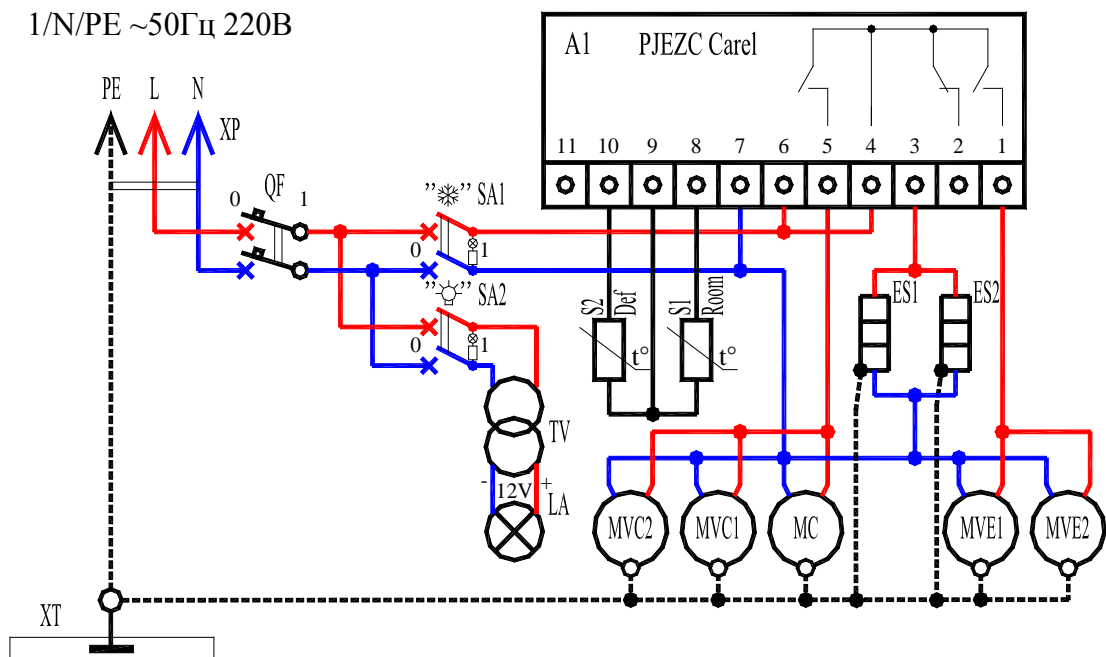 1/N/PE ~50Гц 220В
A1 PJEZC Carel
PE L N
XP
11 10 9 8 7 6 5 4 3 2 1
0 QF 1
”❄” SA1
0 1
”💡” SA2
0 1
S2 Def
S1 Room
t° t°
ES1 ES2
TV
- 12V +
LA
MVC2 MVC1 MC MVE1 MVE2
XT